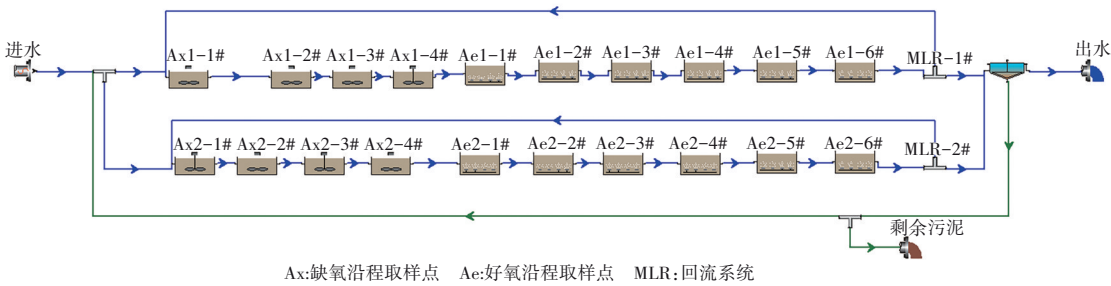 进水
Ax1-1# Ax1-2# Ax1-3# Ax1-4# Ae1-1# Ae1-2# Ae1-3# Ae1-4# Ae1-5# Ae1-6# MLR-1#
出水
Ax2-1# Ax2-2# Ax2-3# Ax2-4# Ae2-1# Ae2-2# Ae2-3# Ae2-4# Ae2-5# Ae2-6# MLR-2#
剩余污泥
Ax:缺氧沿程取样点 Ae:好氧沿程取样点 MLR:回流系统